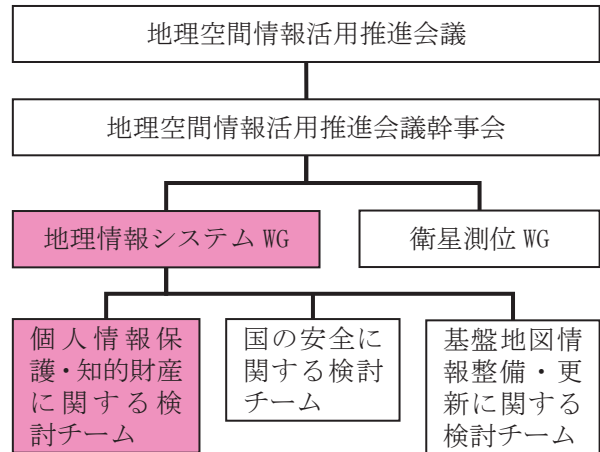 地理空間情報活用推進会議
地理空間情報活用推進会議幹事会
地理情報システム WG
衛星測位 WG
個人情報保
護・知的財産
に関する検
討チーム
国の安全に
関する検討
チーム
基盤地図情
報整備・更
新に関する
検討チーム